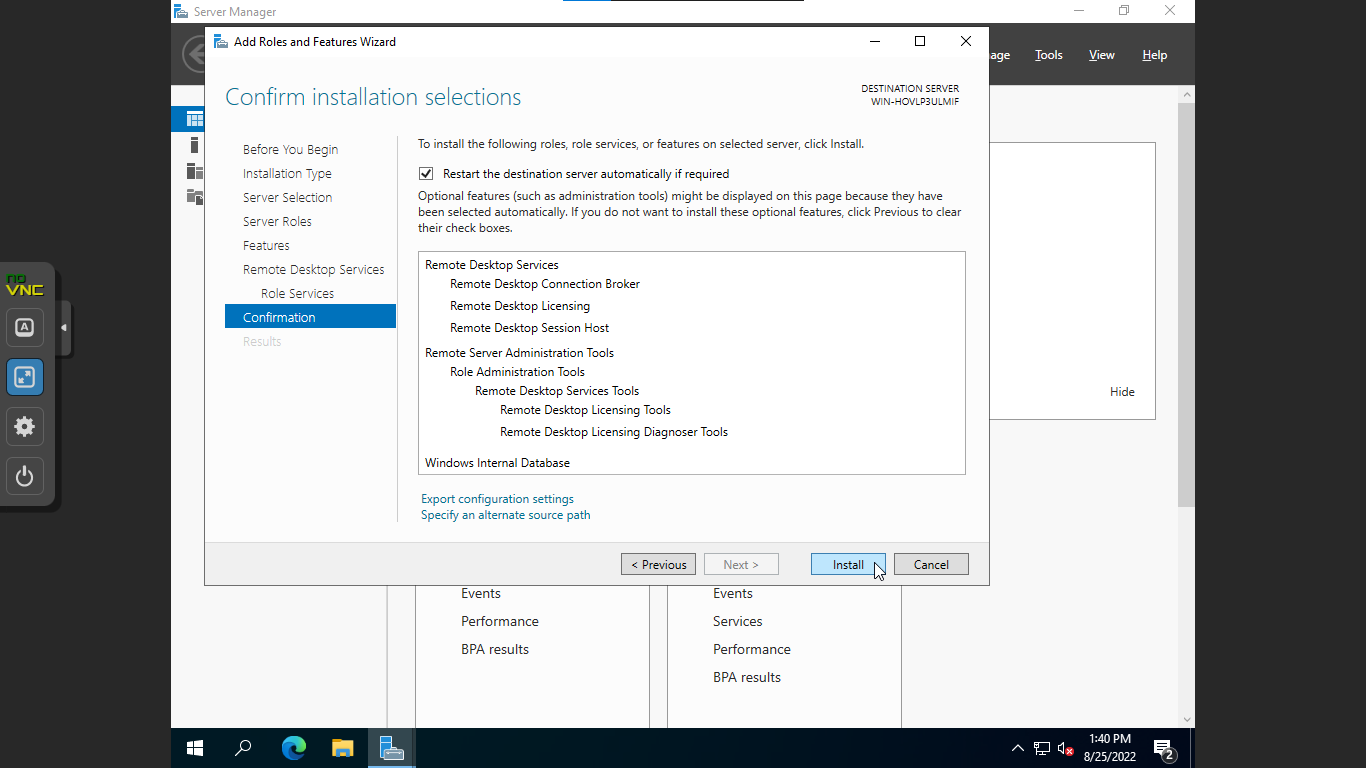 Server Manager
Add Roles and Features Wizard
age
Tools
View
Help
Confirm installation selections
DESTINATION SERVER
WIN-HOVLP3ULMIF
Before You Begin
Installation Type
Server Selection
Server Roles
Features
Remote Desktop Services
Role Services
Confirmation
Results
To install the following roles, role services, or features on selected server, click Install.
Restart the destination server automatically if required
Optional features (such as administration tools) might be displayed on this page because they have
been selected automatically. If you do not want to install these optional features, click Previous to clear
their check boxes.
Remote Desktop Services
Remote Desktop Connection Broker
Remote Desktop Licensing
Remote Desktop Session Host
Remote Server Administration Tools
Role Administration Tools
Remote Desktop Services Tools
Remote Desktop Licensing Tools
Remote Desktop Licensing Diagnoser Tools
Windows Internal Database
Export configuration settings
Specify an alternate source path
< Previous
Next >
Install
Cancel
Hide
no
VNC
A
Events
Performance
BPA results
Events
Services
Performance
BPA results
1:40 PM
8/25/2022
2